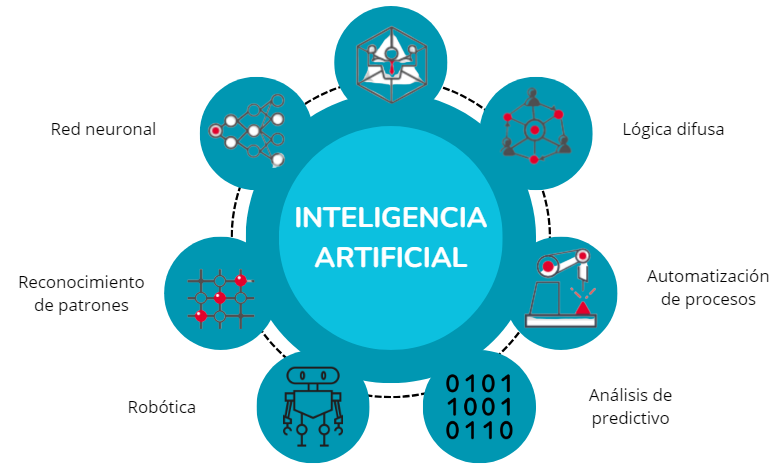 Red neuronal
Lógica difusa
INTELIGENCIA
ARTIFICIAL
Reconocimiento
de patrones
Automatización
de procesos
Robótica
0101
1001
0110
Análisis de
predictivo